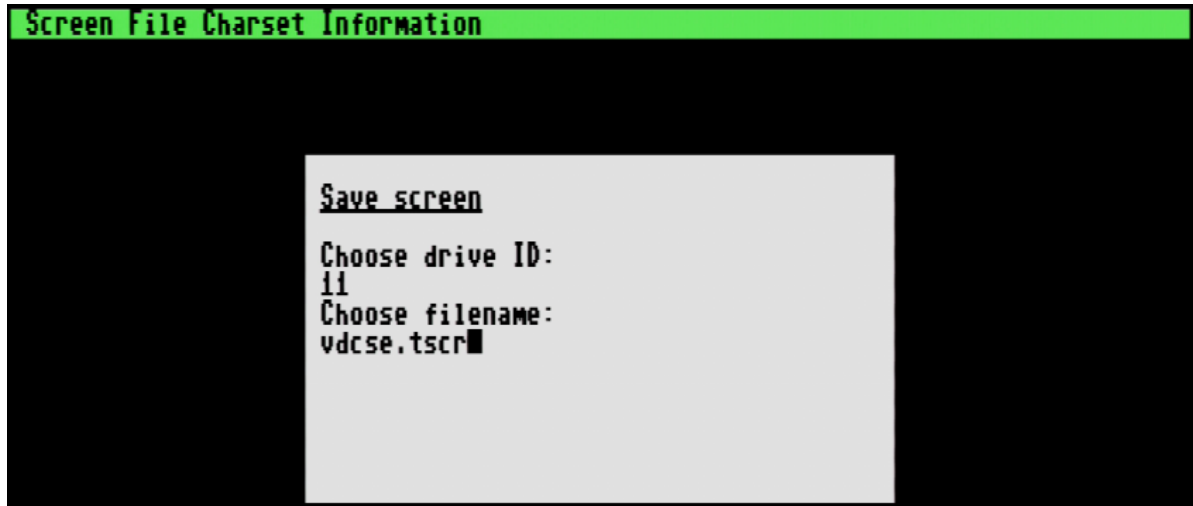 Screen File Charset Information
Save screen
Choose drive ID:
11
Choose filename:
vdcse.tscr